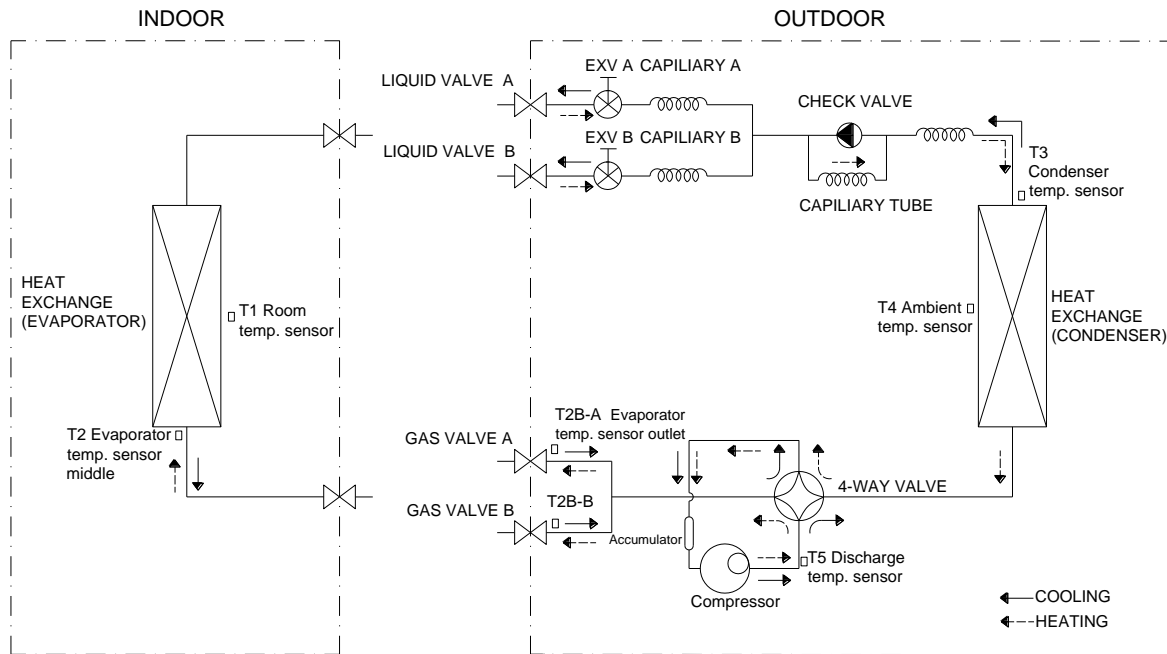 INDOOR
OUTDOOR
LIQUID VALVE A
EXV A CAPILIARY A
CHECK VALVE
LIQUID VALVE B
EXV B CAPILIARY B
T3
Condenser
temp. sensor
CAPILIARY TUBE
HEAT
EXCHANGE
(EVAPORATOR)
T1 Room
temp. sensor
T4 Ambient
temp. sensor
HEAT
EXCHANGE
(CONDENSER)
T2 Evaporator
temp. sensor
middle
GAS VALVE A
T2B-A Evaporator
temp. sensor outlet
4-WAY VALVE
GAS VALVE B
T2B-B
Accumulator
T5 Discharge
temp. sensor
Compressor
COOLING
HEATING